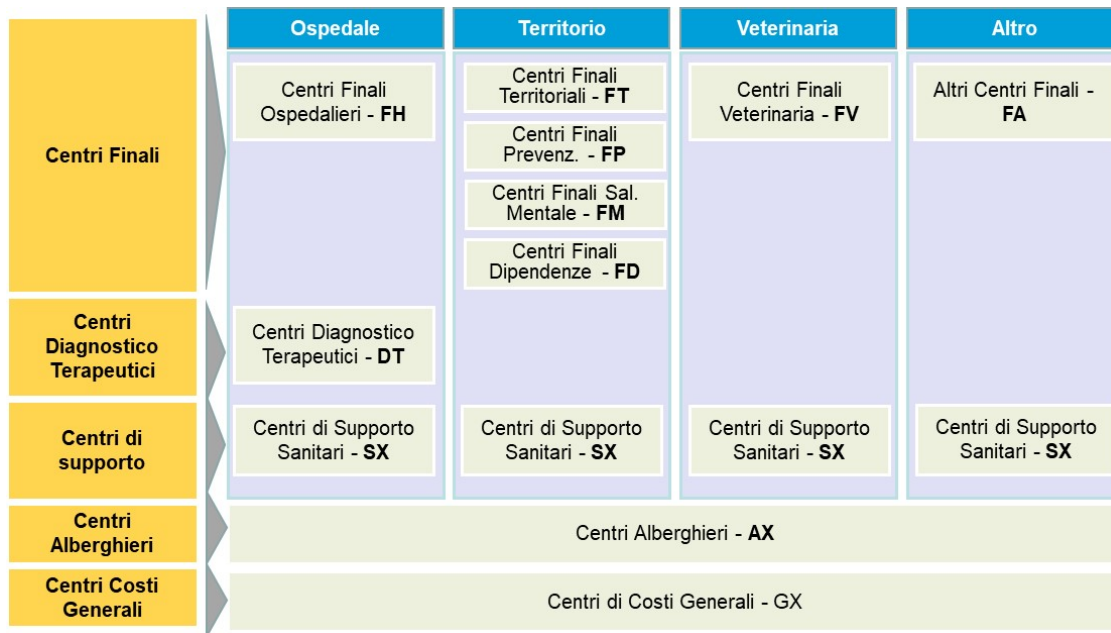 Ospedale
Territorio
Veterinaria
Altro
Centri Finali
Centri Finali
Ospedalieri - FH
Centri Finali
Territoriali - FT
Centri Finali
Prevenz. - FP
Centri Finali Sal.
Mentale - FM
Centri Finali
Dipendenze - FD
Centri Finali
Veterinaria - FV
Altri Centri Finali -
FA
Centri
Diagnostico
Terapeutici
Centri Diagnostico
Terapeutici - DT
Centri di
supporto
Centri di Supporto
Sanitari - SX
Centri di Supporto
Sanitari - SX
Centri di Supporto
Sanitari - SX
Centri di Supporto
Sanitari - SX
Centri
Alberghieri
Centri Alberghieri - AX
Centri Costi
Generali
Centri di Costi Generali - GX